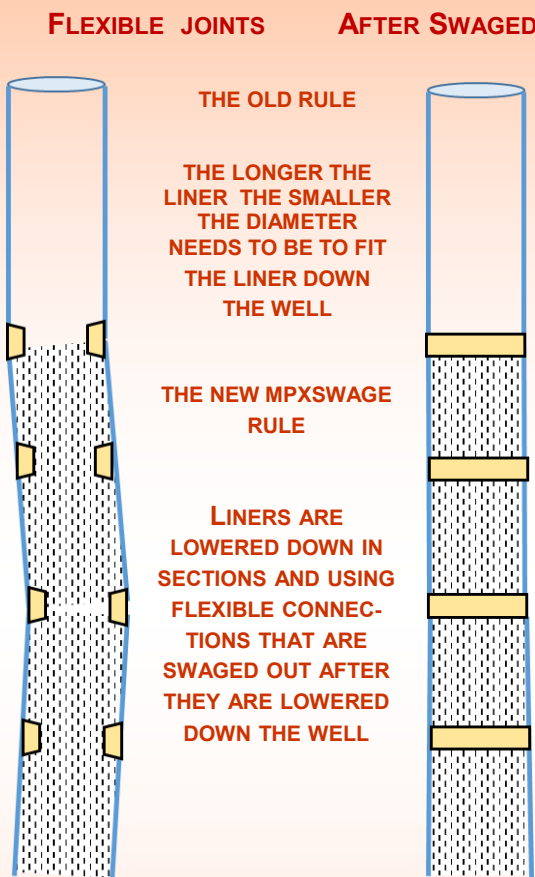 FLEXIBLE JOINTS
AFTER SWAGED
THE OLD RULE
THE LONGER THE
LINER THE SMALLER
THE DIAMETER
NEEDS TO BE TO FIT
THE LINER DOWN
THE WELL
THE NEW MPXSWAGE
RULE
LINERS ARE
LOWERED DOWN IN
SECTIONS AND USING
FLEXIBLE CONNEC-
TIONS THAT ARE
SWAGED OUT AFTER
THEY ARE LOWERED
DOWN THE WELL